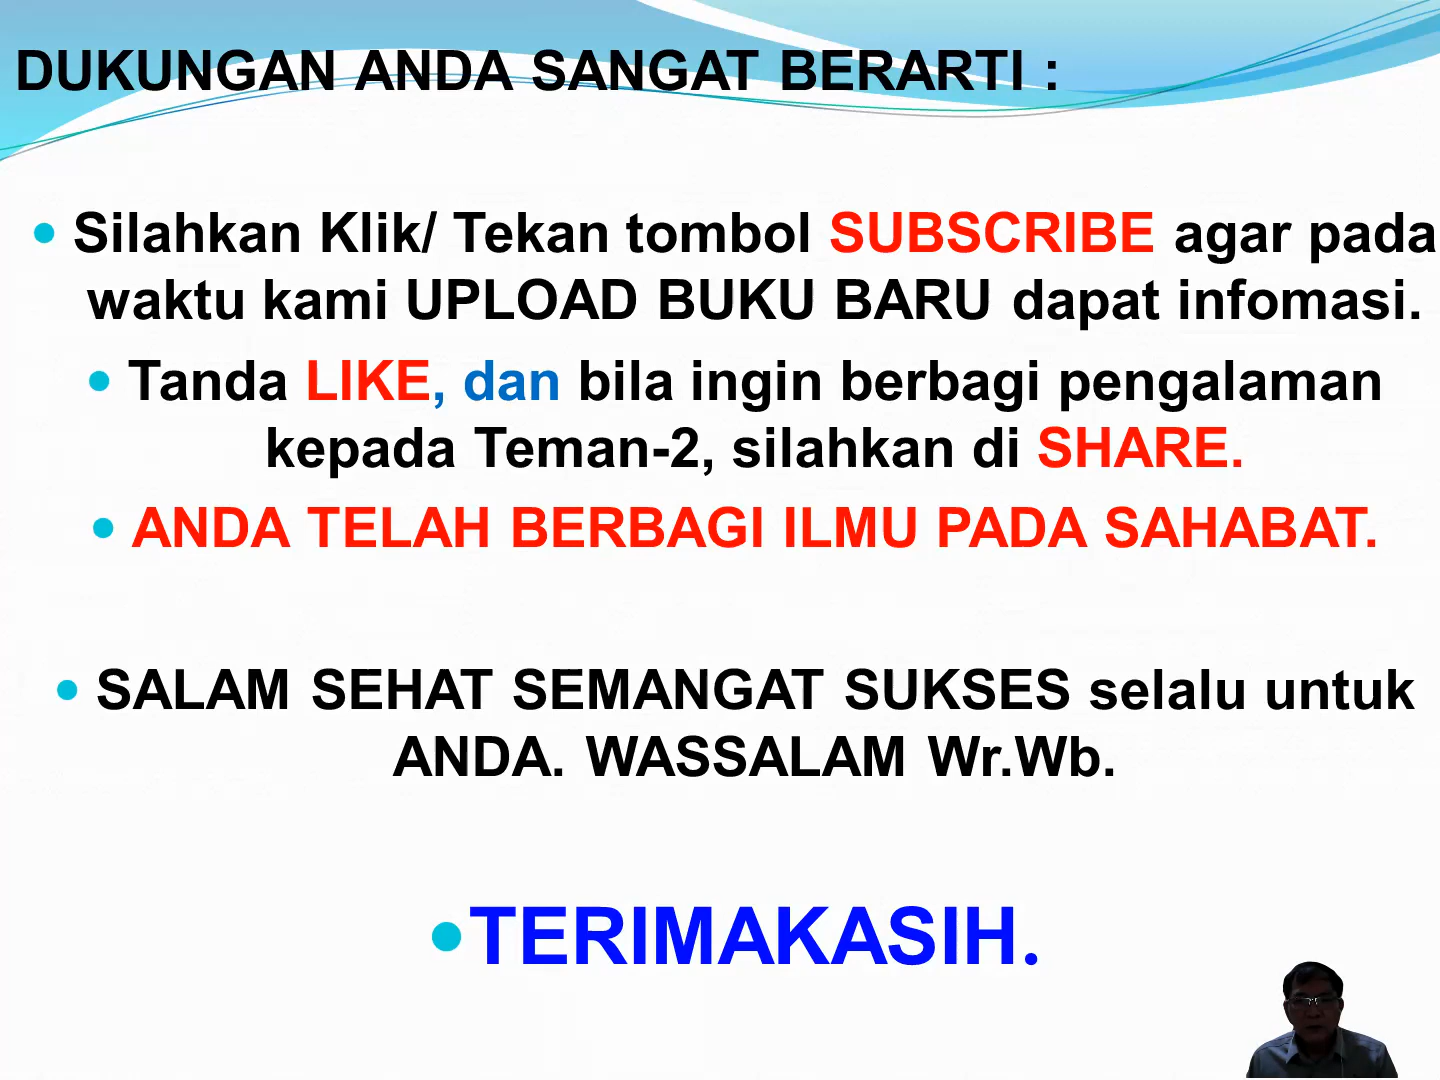 DUKUNGAN ANDA SANGAT BERARTI :
Silahkan Klik/ Tekan tombol SUBSCRIBE agar pada
waktu kami UPLOAD BUKU BARU dapat infomasi.
Tanda LIKE, dan bila ingin berbagi pengalaman
kepada Teman-2, silahkan di SHARE.
ANDA TELAH BERBAGI ILMU PADA SAHABAT.
SALAM SEHAT SEMANGAT SUKSES selalu untuk
ANDA. WASSALAM Wr.Wb.
TERIMAKASIH.